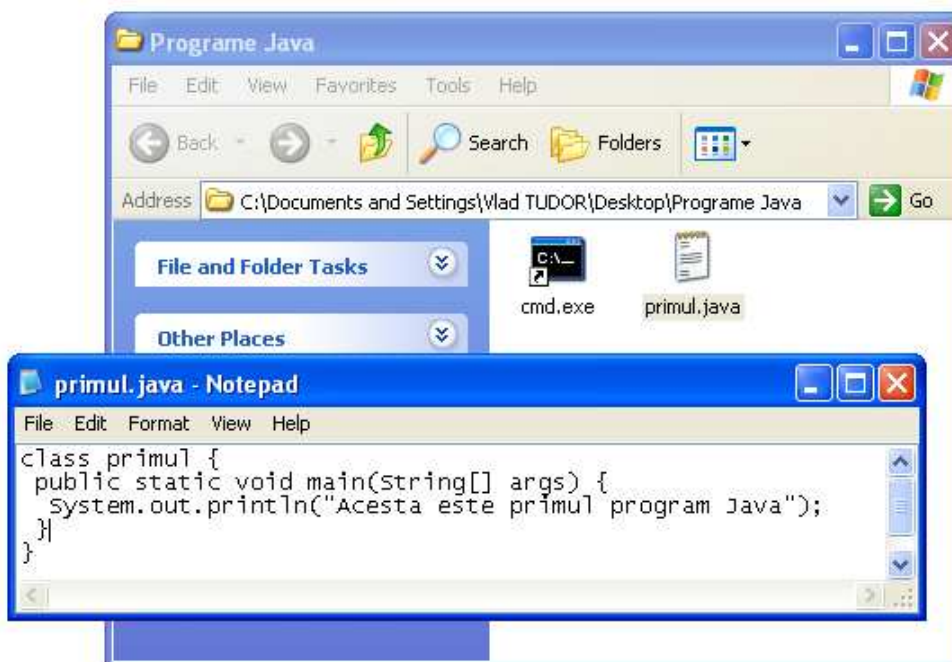 Programe Java
File Edit View Favorites Tools Help
Back Search Folders
Address C:\Documents and Settings\Vlad TUDOR\Desktop\Programe Java Go
File and Folder Tasks
Other Places
C:\_
cmd.exe primul.java
primul.java - Notepad
File Edit Format View Help
class primul {
public static void main(String[] args) {
System.out.println("Acesta este primul program Java");
}
}